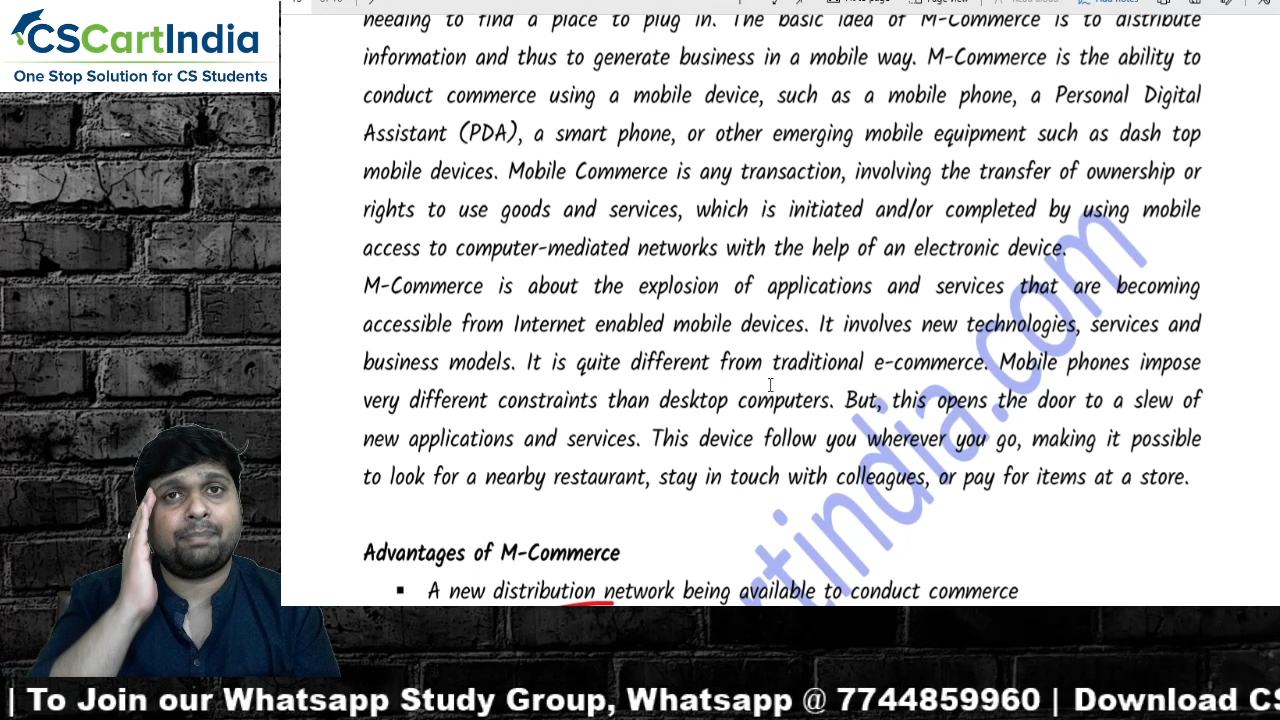 CSCartIndia
One Stop Solution for CS Students
needing to find a place to plug in. The basic idea of M-Commerce is to distribute
information and thus to generate business in a mobile way. M-Commerce is the ability to
conduct commerce using a mobile device, such as a mobile phone, a Personal Digital
Assistant (PDA), a smart phone, or other emerging mobile equipment such as dash top
mobile devices. Mobile Commerce is any transaction, involving the transfer of ownership or
rights to use goods and services, which is initiated and/or completed by using mobile
access to computer-mediated networks with the help of an electronic device.
M-Commerce is about the explosion of applications and services that are becoming
accessible from Internet enabled mobile devices. It involves new technologies, services and
business models. It is quite different from traditional e-commerce. Mobile phones impose
very different constraints than desktop computers. But, this opens the door to a slew of
new applications and services. This device follow you wherever you go, making it possible
to look for a nearby restaurant, stay in touch with colleagues, or pay for items at a store.
Advantages of M-Commerce
▪ A new distribution network being available to conduct commerce
rtindia.com
| To Join our Whatsapp Study Group, Whatsapp @ 7744859960 | Download CS